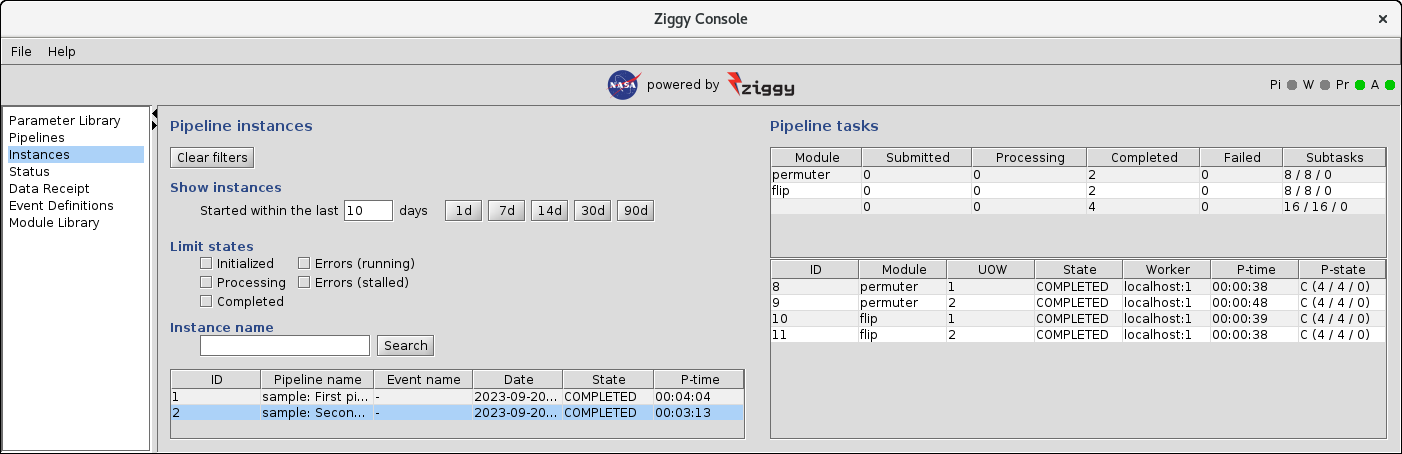 Ziggy Console
File Help
NASA powered by ziggy Pi W Pr A
Parameter Library
Pipelines
Instances
Status
Data Receipt
Event Definitions
Module Library
Pipeline instances
Clear filters
Show instances
Started within the last 10 days 1d 7d 14d 30d 90d
Limit states
Initialized Errors (running)
Processing Errors (stalled)
Completed
Instance name
Search
ID Pipeline name Event name Date State P-time
1 sample: First pi... - 2023-09-20... COMPLETED 00:04:04
2 sample: Secon... - 2023-09-20... COMPLETED 00:03:13
Pipeline tasks
Module Submitted Processing Completed Failed Subtasks
permuter 0 0 2 0 8 / 8 / 0
flip 0 0 2 0 8 / 8 / 0
0 0 4 0 16 / 16 / 0
ID Module UOW State Worker P-time P-state
8 permuter 1 COMPLETED localhost:1 00:00:38 C (4 / 4 / 0)
9 permuter 2 COMPLETED localhost:1 00:00:48 C (4 / 4 / 0)
10 flip 1 COMPLETED localhost:1 00:00:39 C (4 / 4 / 0)
11 flip 2 COMPLETED localhost:1 00:00:38 C (4 / 4 / 0)